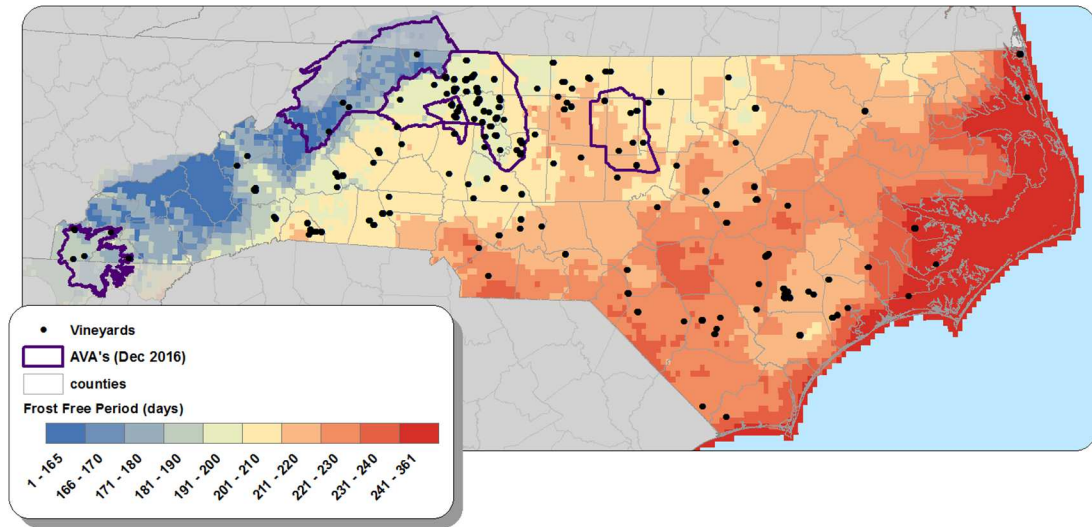 Vineyards
AVA's (Dec 2016)
counties
Frost Free Period (days)
1 - 165
166 - 170
171 - 180
181 - 190
191 - 200
201 - 210
211 - 220
221 - 230
231 - 240
241 - 361